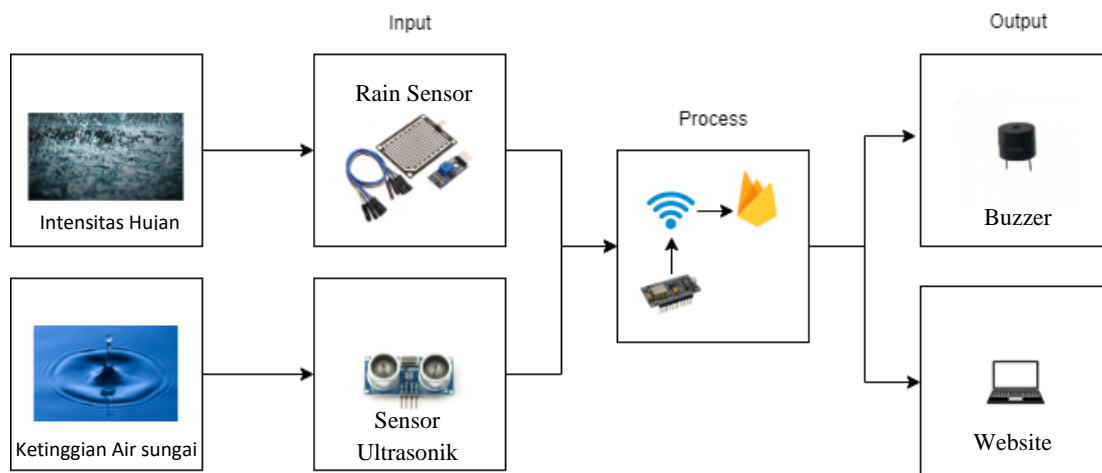 Input
Output
Rain Sensor
Process
Intensitas Hujan
Buzzer
Sensor
Ultrasonik
Ketinggian Air sungai
Website